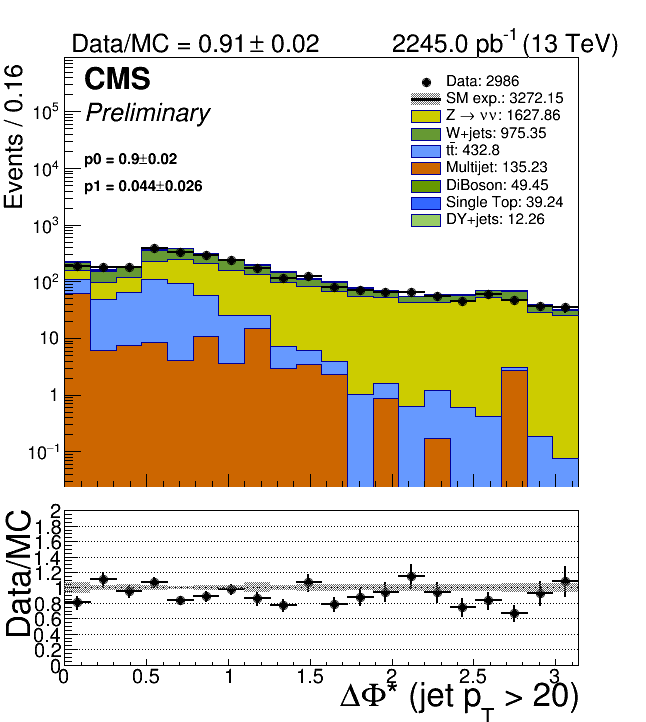 Data/MC = 0.91 ± 0.02 2245.0 pb⁻¹ (13 TeV)
CMS
Preliminary
p0 = 0.9±0.02
p1 = 0.044±0.026
Data: 2986
SM exp.: 3272.15
Z → νν: 1627.86
W+jets: 975.35
tt̄: 432.8
Multijet: 135.23
DiBoson: 49.45
Single Top: 39.24
DY+jets: 12.26
Events / 0.16
10⁵
10⁴
10³
10²
10
1
10⁻¹
Data/MC
2
1.8
1.6
1.4
1.2
1
0.8
0.6
0.4
0.2
0
0 0.5 1 1.5 2 2.5 3
ΔΦ* (jet p_T > 20)